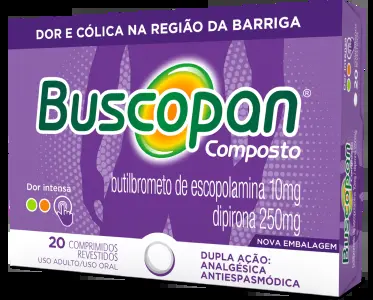 DOR E CÓLICA NA REGIÃO DA BARRIGA
Buscopan®
Composto
butilbrometo de escopolamina 10mg
dipirona 250mg
Dor intensa
NOVA EMBALAGEM
20 COMPRIMIDOS
REVESTIDOS
USO ADULTO/USO ORAL
DUPLA AÇÃO:
ANALGÉSICA
ANTIESPASMÓDICA
Buscopan